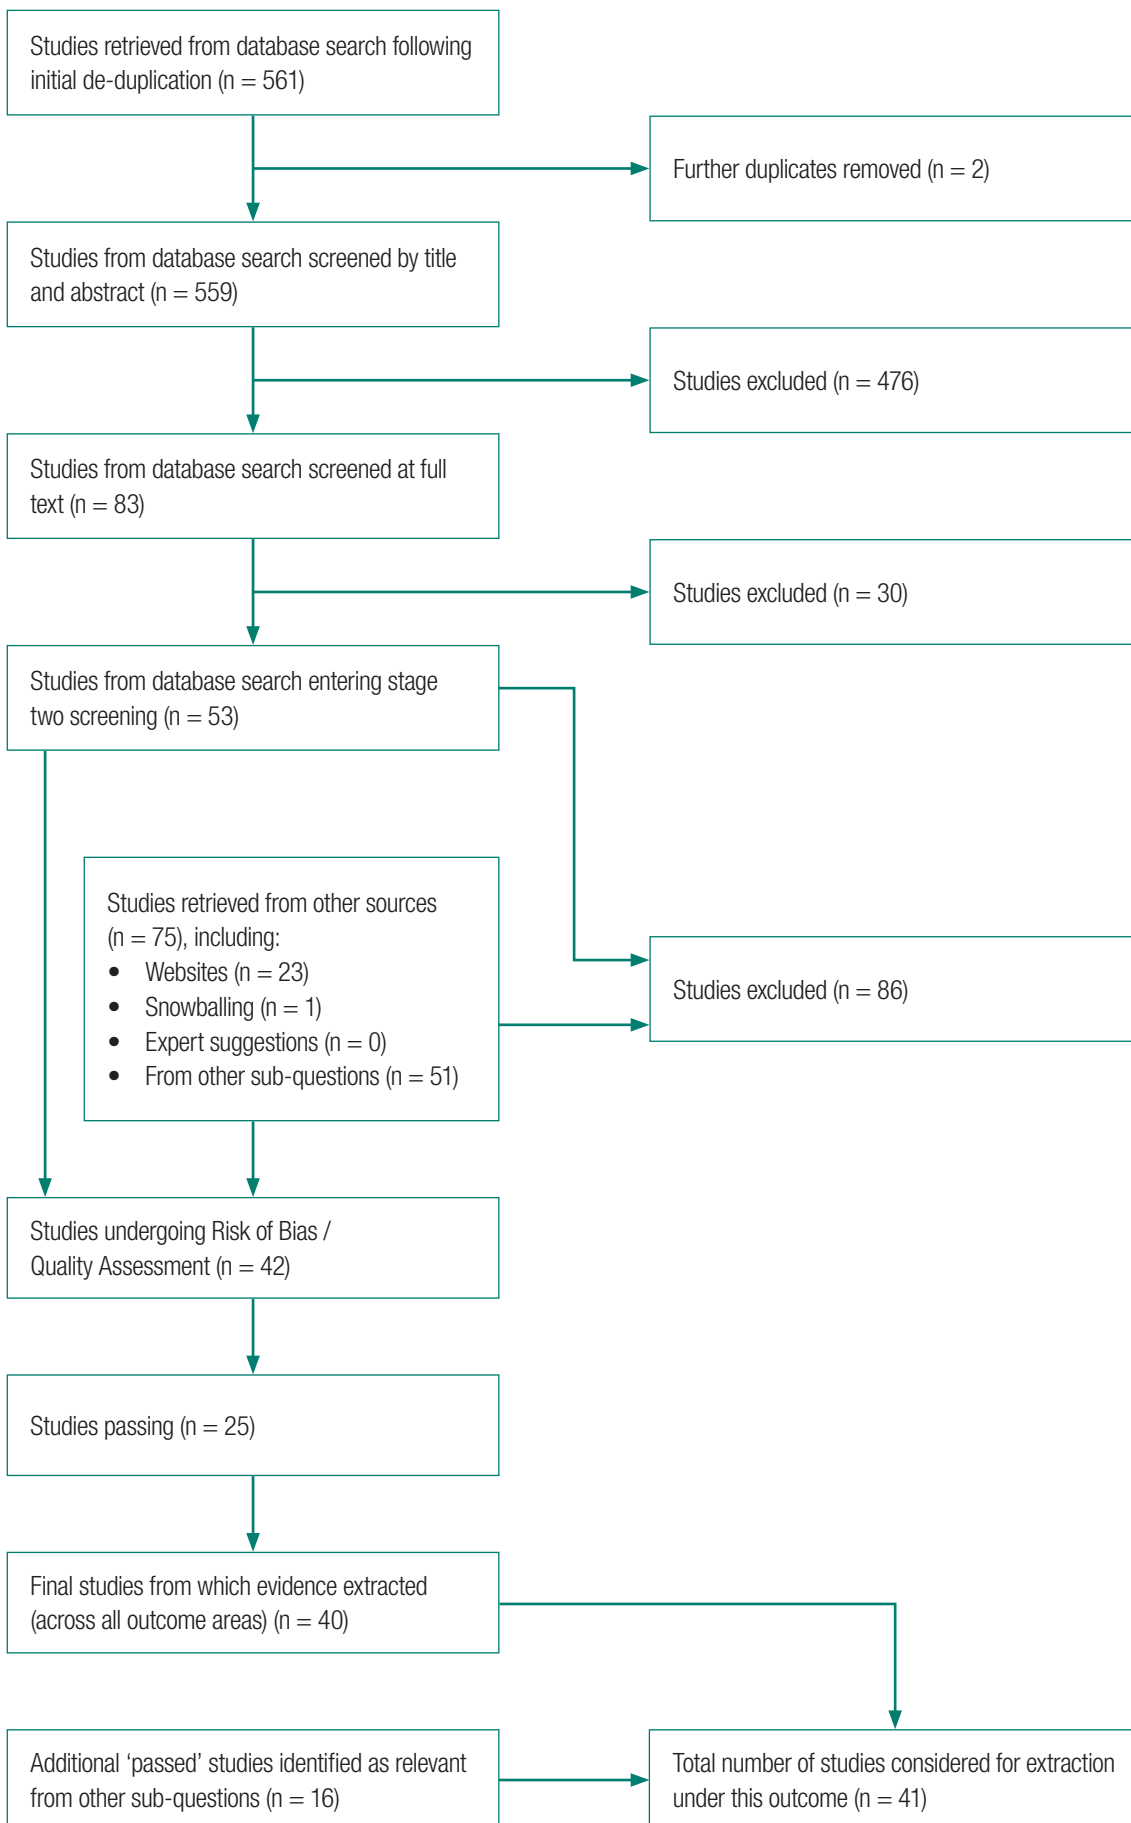 Studies retrieved from database search following
initial de-duplication (n = 561)
Further duplicates removed (n = 2)
Studies from database search screened by title
and abstract (n = 559)
Studies excluded (n = 476)
Studies from database search screened at full
text (n = 83)
Studies excluded (n = 30)
Studies from database search entering stage
two screening (n = 53)
Studies retrieved from other sources
(n = 75), including:
• Websites (n = 23)
• Snowballing (n = 1)
• Expert suggestions (n = 0)
• From other sub-questions (n = 51)
Studies excluded (n = 86)
Studies undergoing Risk of Bias /
Quality Assessment (n = 42)
Studies passing (n = 25)
Final studies from which evidence extracted
(across all outcome areas) (n = 40)
Additional ‘passed’ studies identified as relevant
from other sub-questions (n = 16)
Total number of studies considered for extraction
under this outcome (n = 41)